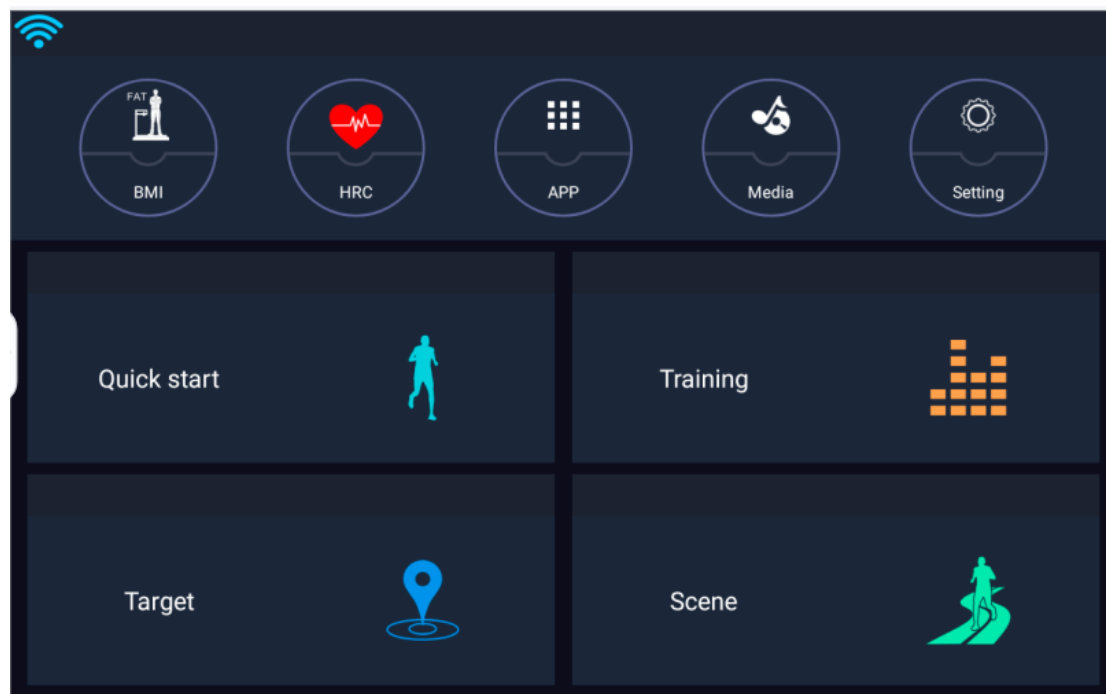 FAT
BMI
HRC
APP
Media
Setting
Quick start
Training
Target
Scene